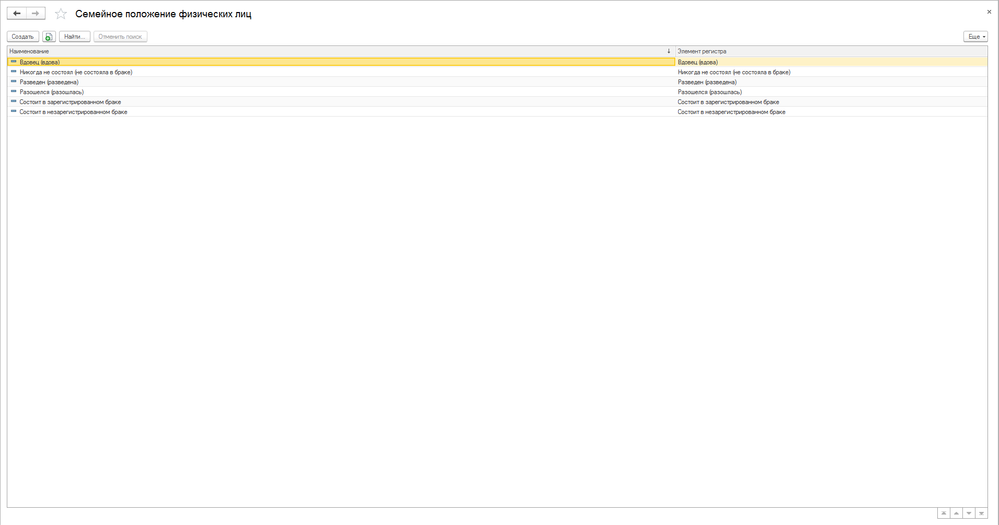 Семейное положение физических лиц
Создать Найти... Отменить поиск Еще
Наименование Элемент регистра
Вдовец (вдова) Вдовец (вдова)
Никогда не состоял (не состояла в браке) Никогда не состоял (не состояла в браке)
Разведен (разведена) Разведен (разведена)
Разошелся (разошлась) Разошелся (разошлась)
Состоит в зарегистрированном браке Состоит в зарегистрированном браке
Состоит в незарегистрированном браке Состоит в незарегистрированном браке